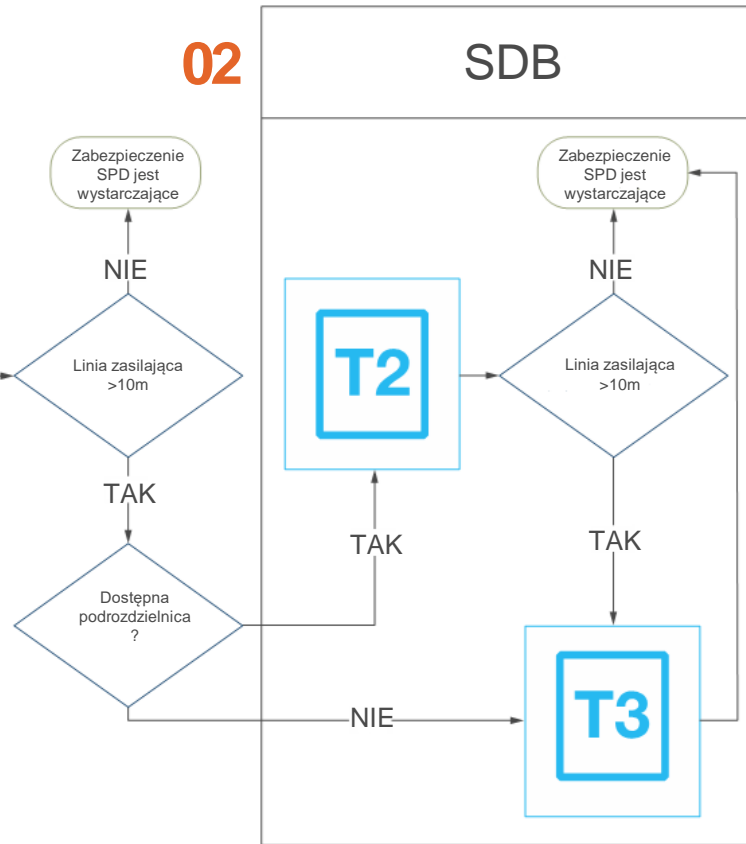 02
SDB
Zabezpieczenie
SPD jest
wystarczające
Zabezpieczenie
SPD jest
wystarczające
NIE
NIE
Linia zasilająca
>10m
T2
Linia zasilająca
>10m
TAK
TAK
TAK
Dostępna
podrozdzielnica
?
T3
NIE